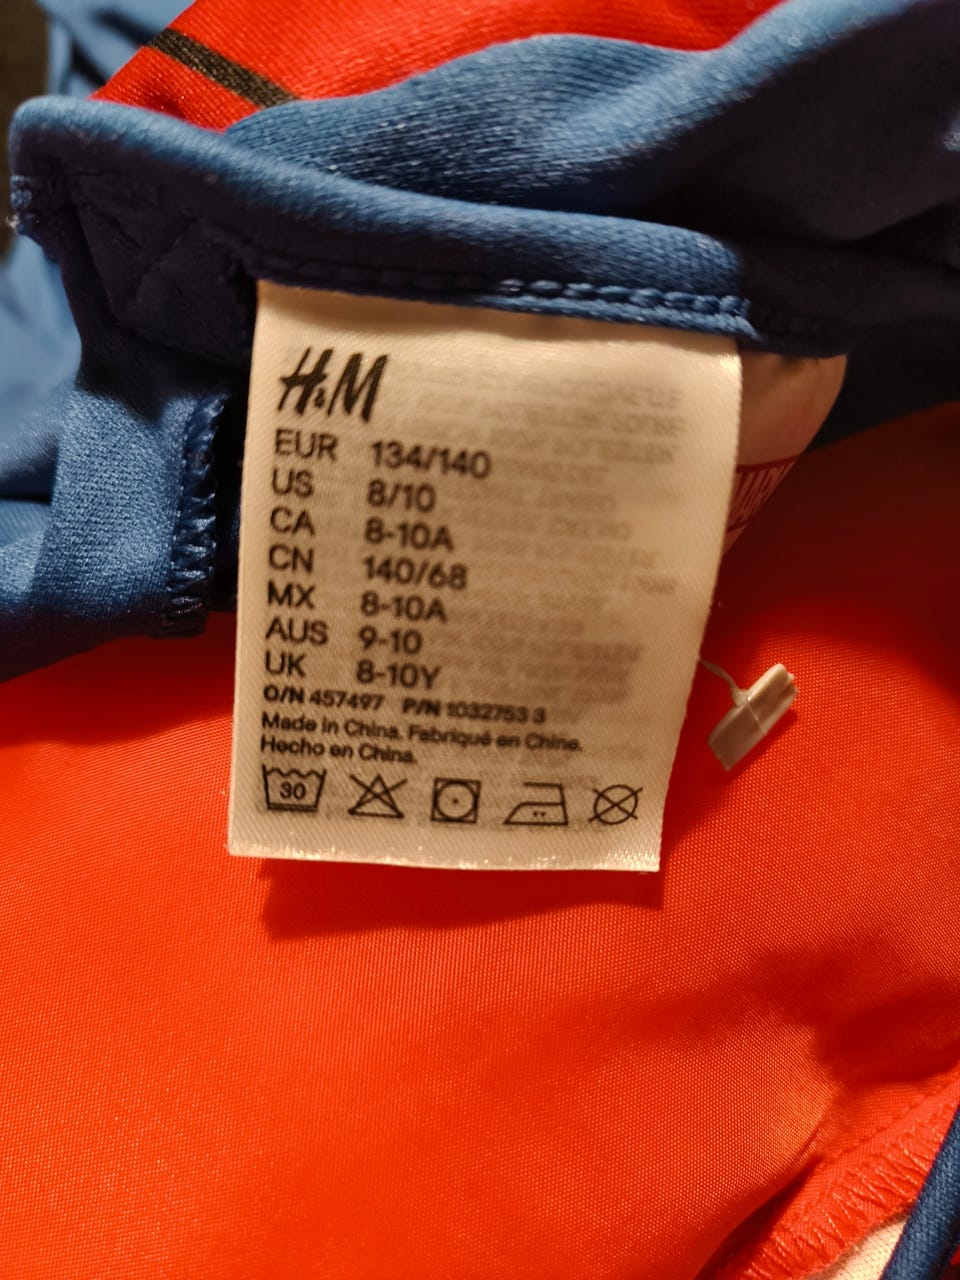 H&M
EUR 134/140
US 8/10
CA 8-10A
CN 140/68
MX 8-10A
AUS 9-10
UK 8-10Y
O/N 457497 P/N 1032753 3
Made in China. Fabriqué en Chine.
Hecho en China.
30